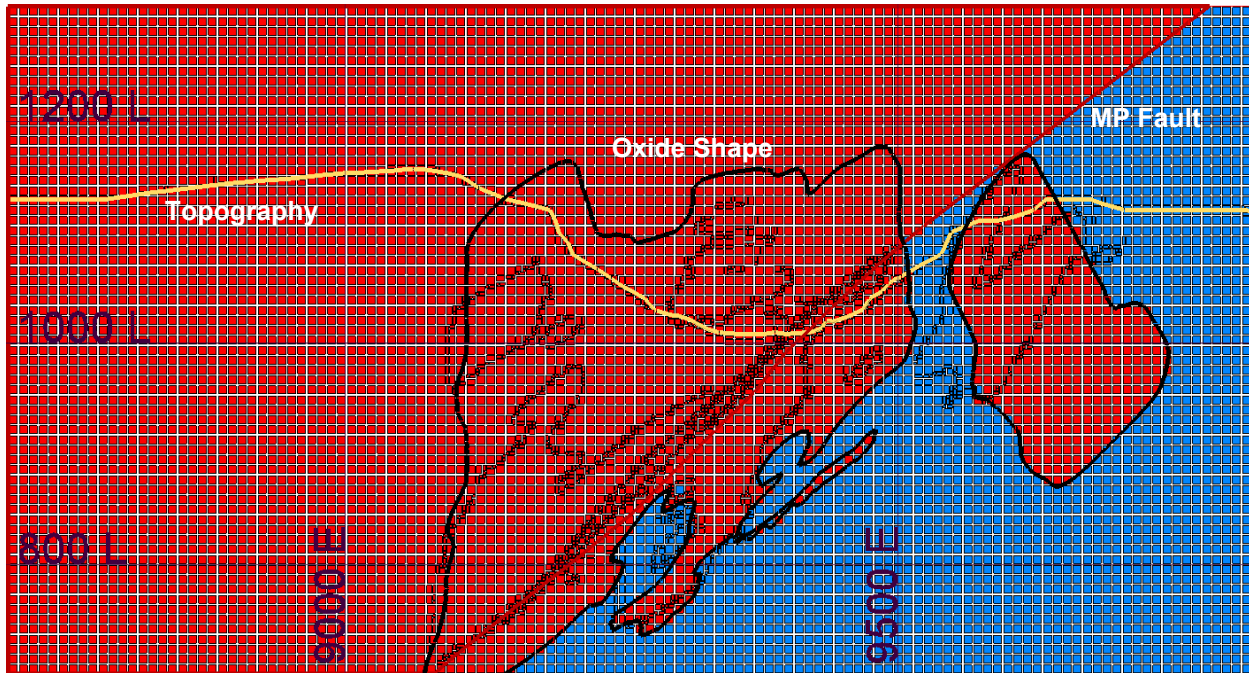 1200 L
MP Fault
Oxide Shape
Topography
1000 L
800 L
9000 E
9500 E